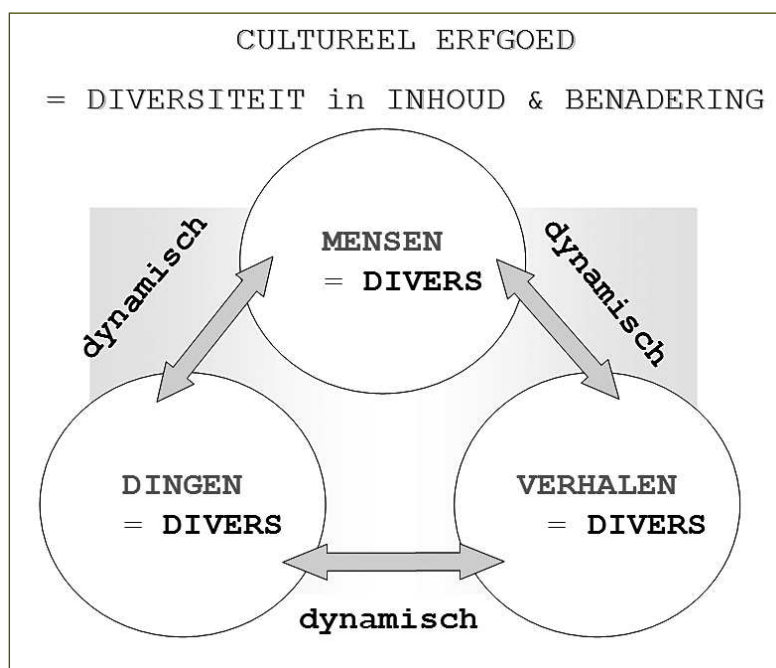 CULTUREEL ERFGOED
= DIVERSITEIT in INHOUD & BENADERING
dynamisch
MENSEN
= DIVERS
dynamisch
DINGEN
= DIVERS
VERHALEN
= DIVERS
dynamisch